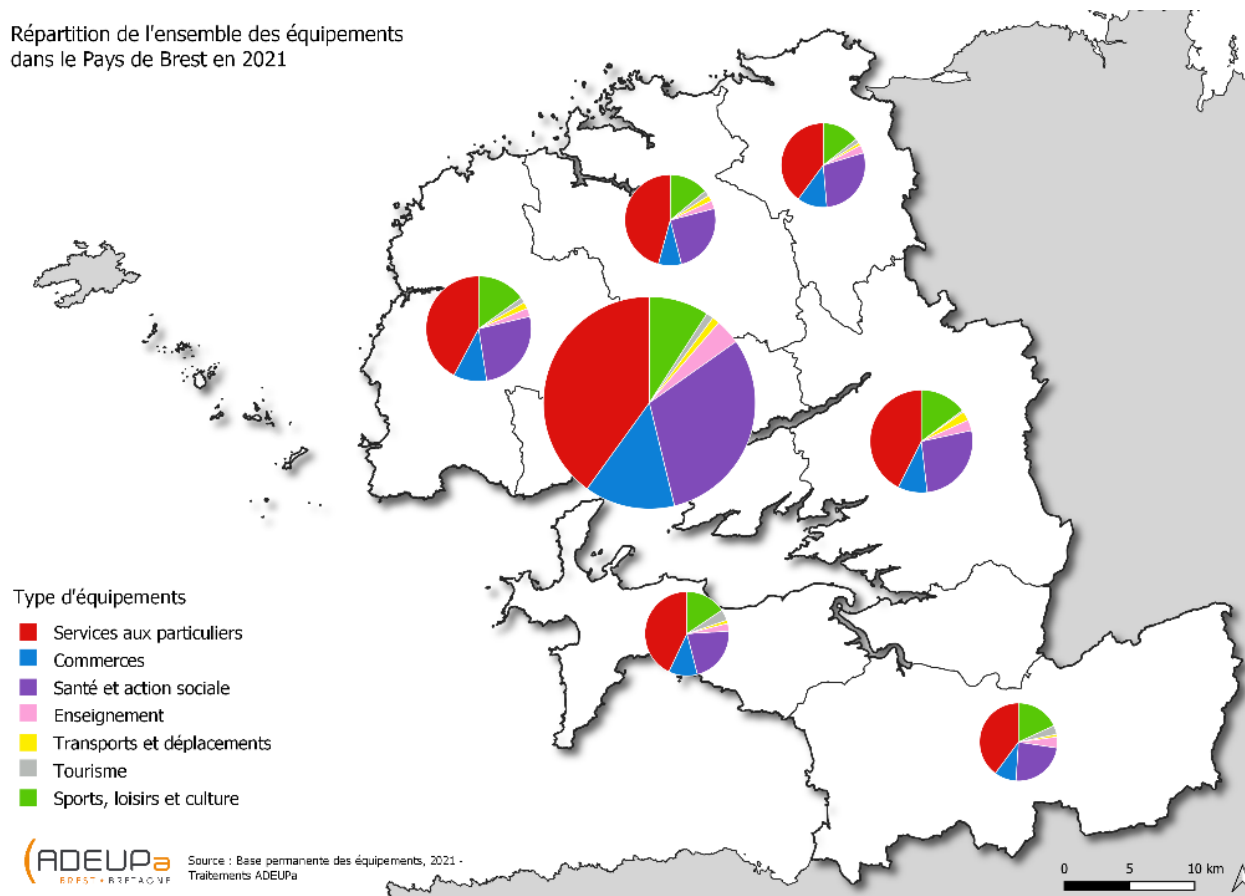 Répartition de l'ensemble des équipements
dans le Pays de Brest en 2021
Type d'équipements
Services aux particuliers
Commerces
Santé et action sociale
Enseignement
Transports et déplacements
Tourisme
Sports, loisirs et culture
ADEUPa
BREST • BRETAGNE
Source : Base permanente des équipements, 2021 -
Traitements ADEUPa
0 5 10 km